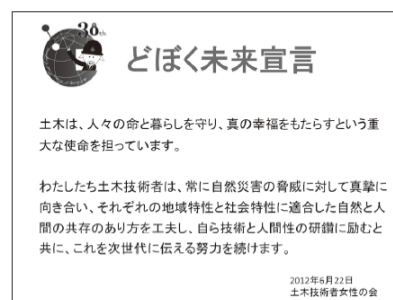 30th
どぼく未来宣言
土木は、人々の命と暮らしを守り、真の幸福をもたらすという重
大な使命を担っています。
わたしたち土木技術者は、常に自然災害の脅威に対して真摯に
向き合い、それぞれの地域特性と社会特性に適合した自然と人
間の共存のあり方を工夫し、自ら技術と人間性の研鑽に励むと
共に、これを次世代に伝える努力を続けます。
2012年6月22日
土木技術者女性の会